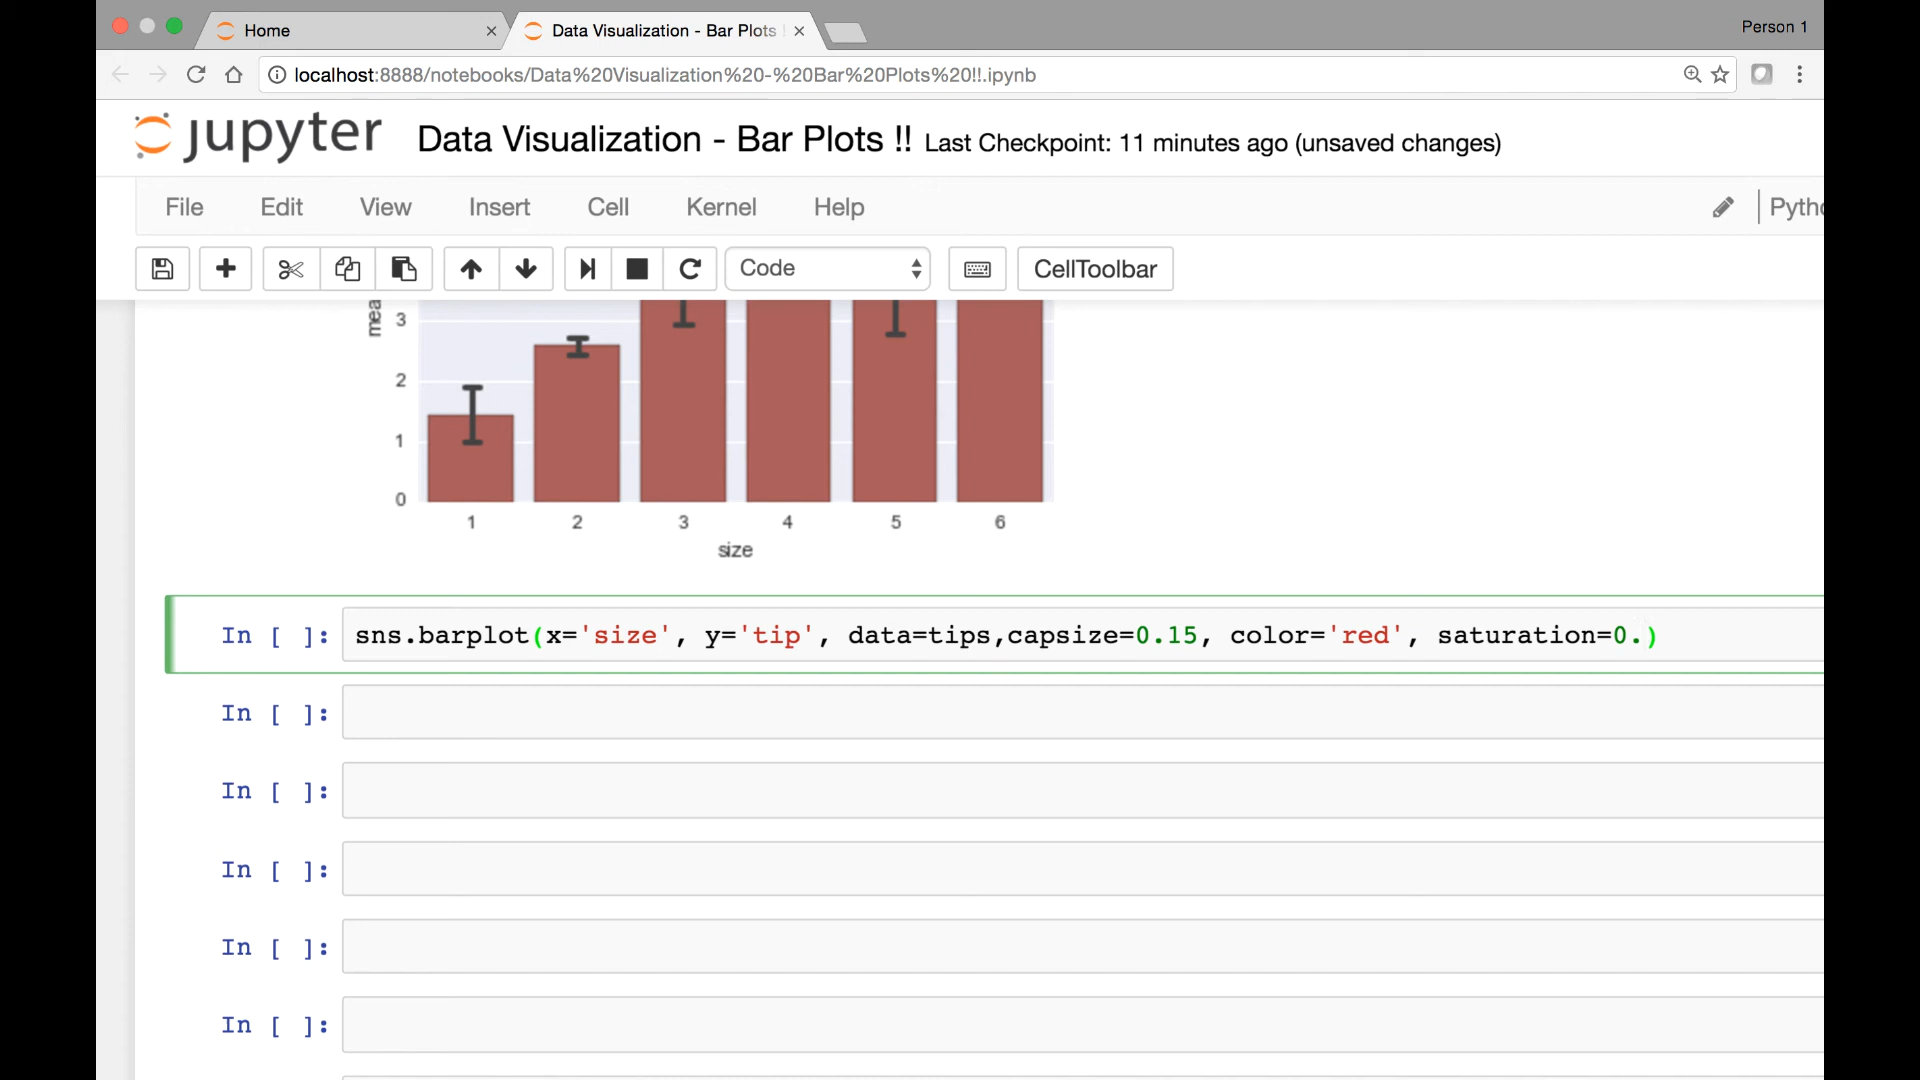 Home
Data Visualization - Bar Plots
Person 1
localhost:8888/notebooks/Data%20Visualization%20-%20Bar%20Plots%20!!.ipynb
jupyter Data Visualization - Bar Plots !! Last Checkpoint: 11 minutes ago (unsaved changes)
File Edit View Insert Cell Kernel Help
Code CellToolbar
3
2
1
0
1 2 3 4 5 6
size
In [ ]: sns.barplot(x='size', y='tip', data=tips,capsize=0.15, color='red', saturation=0.)
In [ ]:
In [ ]:
In [ ]:
In [ ]:
In [ ]: